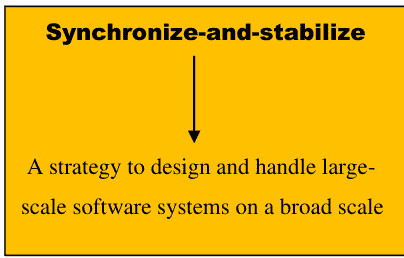 Synchronize-and-stabilize
A strategy to design and handle large-
scale software systems on a broad scale